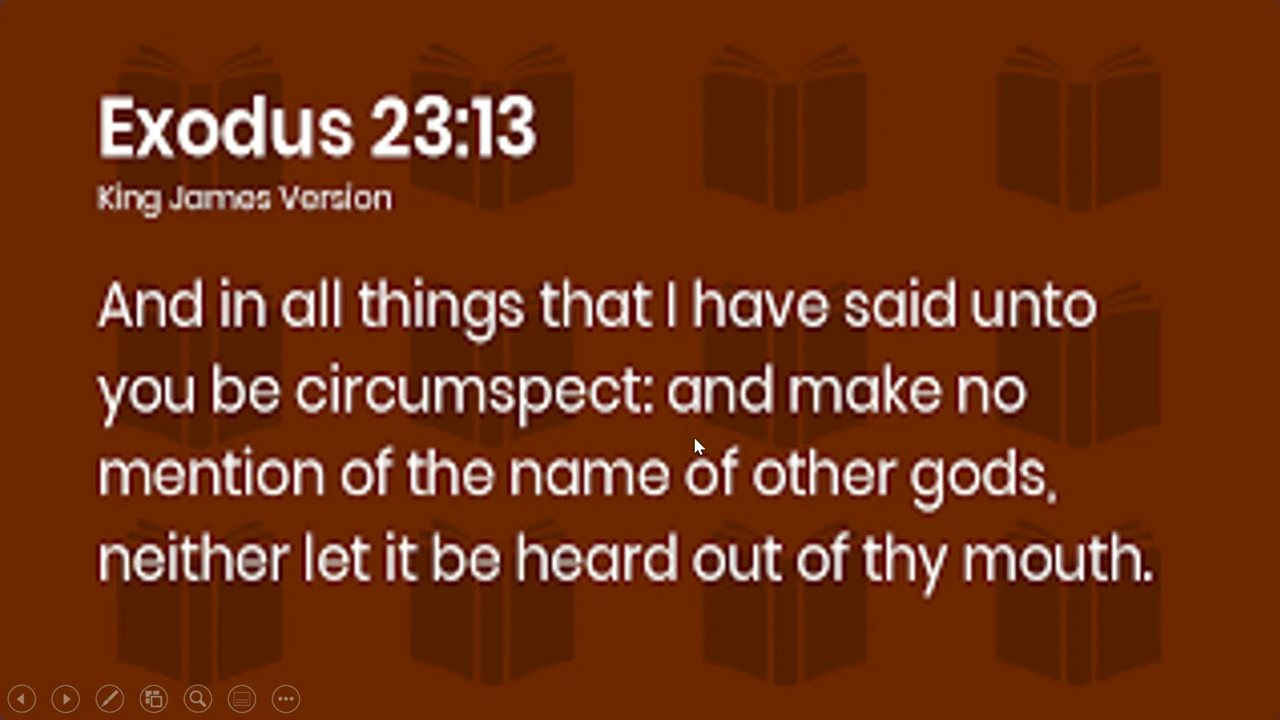 Exodus 23:13
King James Version
And in all things that I have said unto
you be circumspect: and make no
mention of the name of other gods,
neither let it be heard out of thy mouth.